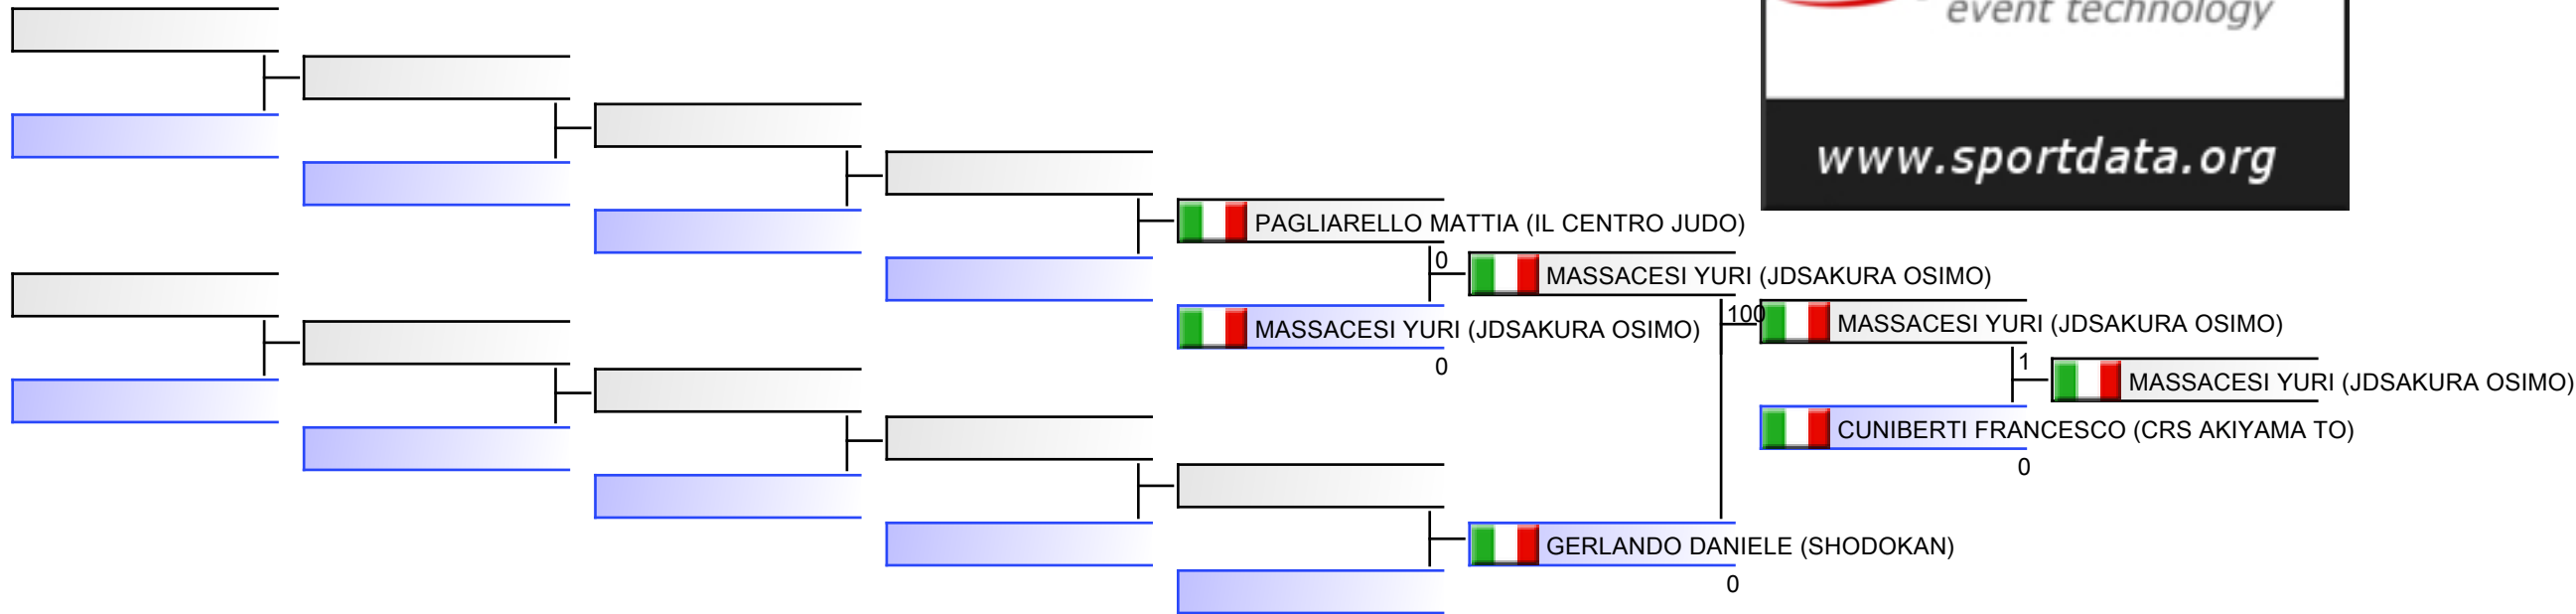 event technology
www.sportdata.org
PAGLIARELLO MATTIA (IL CENTRO JUDO)
0
MASSACESI YURI (JDSAKURA OSIMO)
MASSACESI YURI (JDSAKURA OSIMO)
0
100
MASSACESI YURI (JDSAKURA OSIMO)
1
MASSACESI YURI (JDSAKURA OSIMO)
CUNIBERTI FRANCESCO (CRS AKIYAMA TO)
0
GERLANDO DANIELE (SHODOKAN)
0